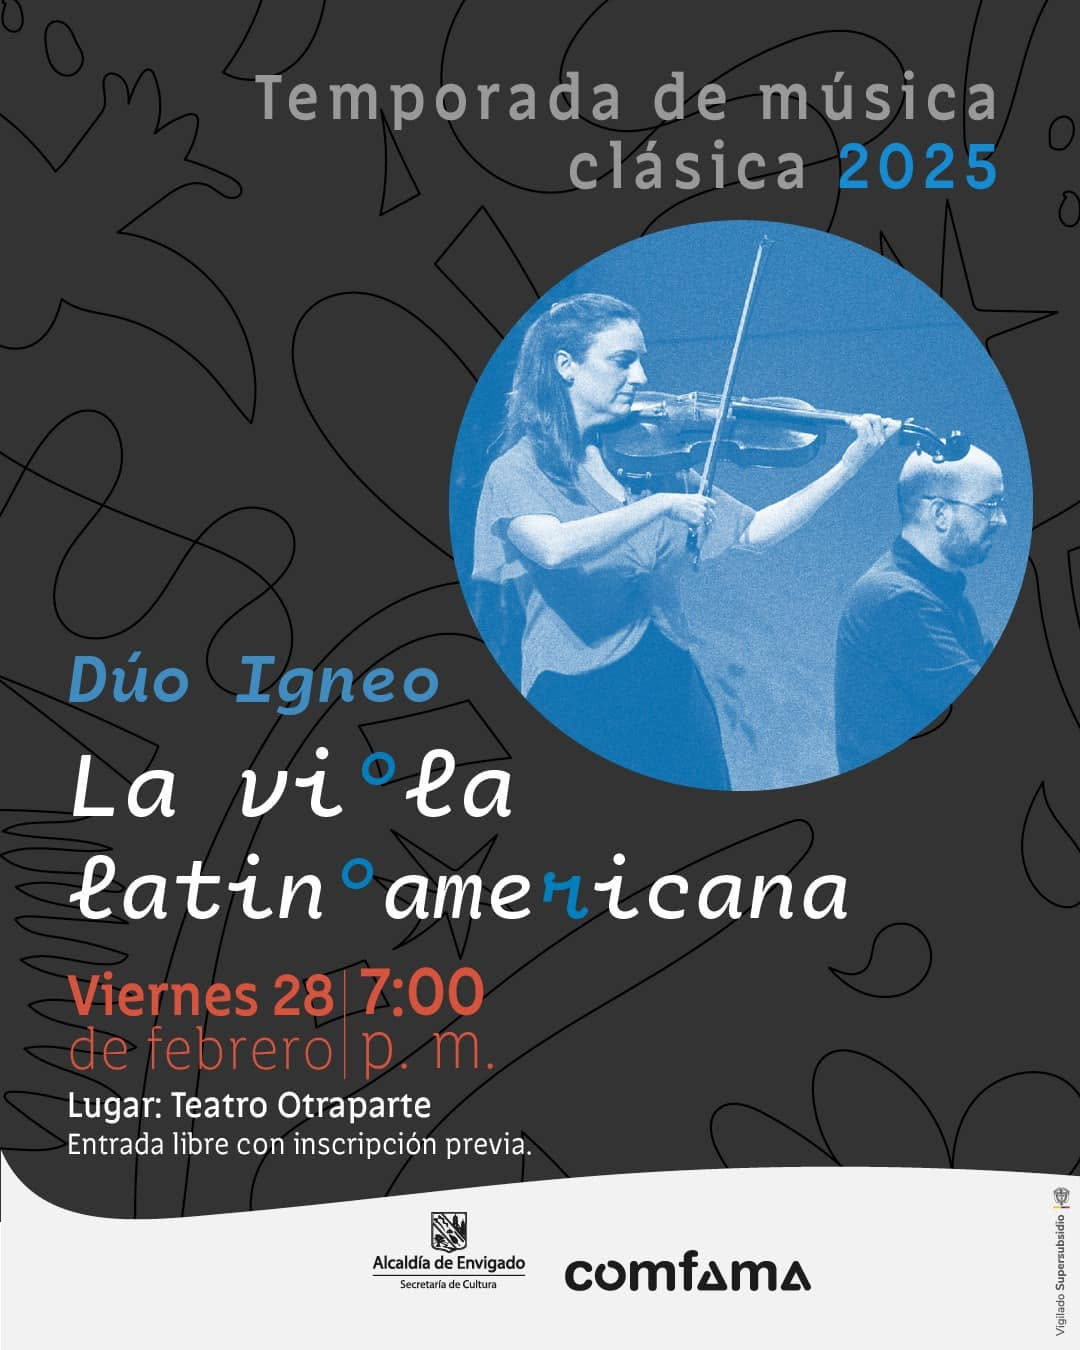 Temporada de música
clásica 2025
Dúo Igneo
La viola
latinoamericana
Viernes 28
de febrero
7:00
p. m.
Lugar: Teatro Otraparte
Entrada libre con inscripción previa.
Alcaldía de Envigado
Secretaría de Cultura
comfama
Vigilado Supersubsidio